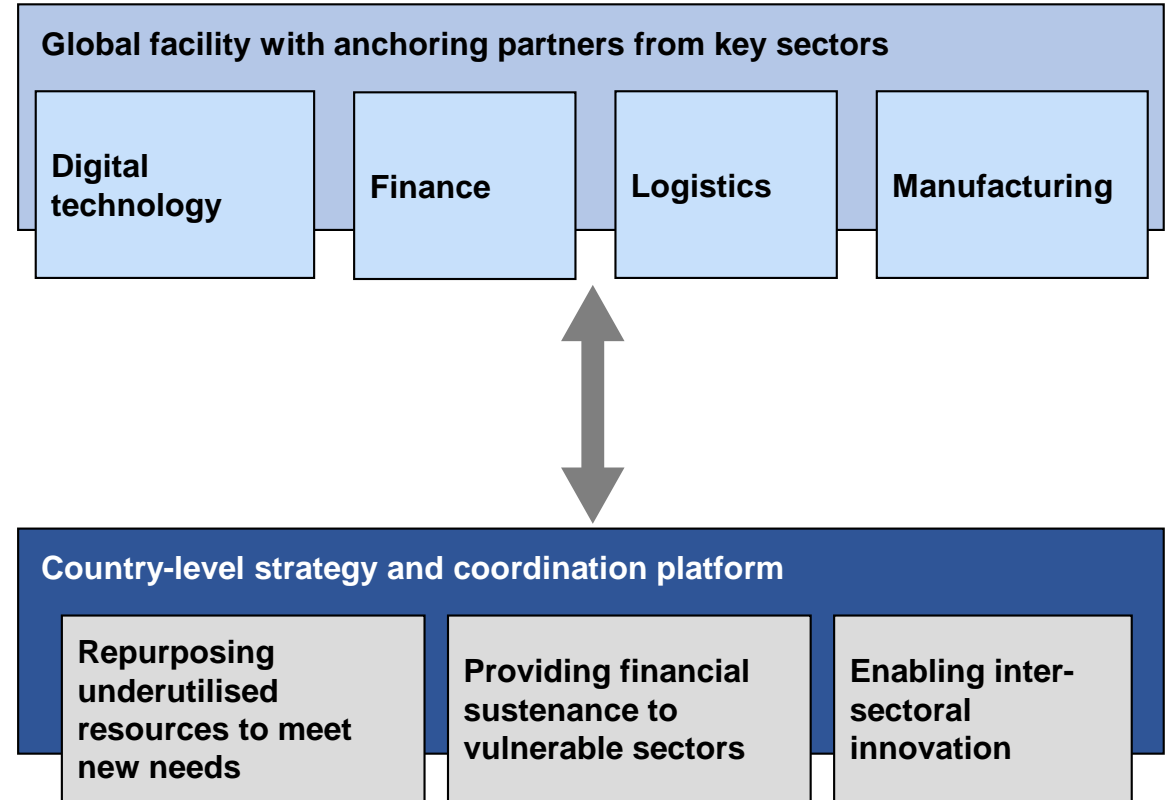 Global facility with anchoring partners from key sectors
Digital
technology
Finance
Logistics
Manufacturing
Country-level strategy and coordination platform
Repurposing
underutilised
resources to meet
new needs
Providing financial
sustenance to
vulnerable sectors
Enabling inter-
sectoral
innovation